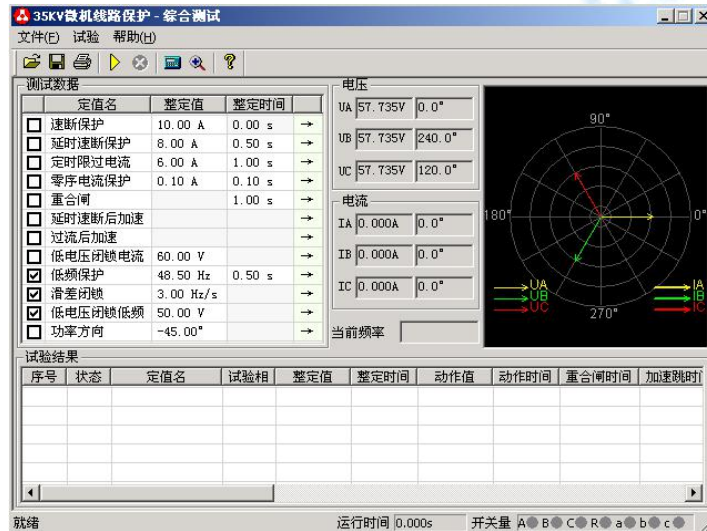 35KV微机线路保护 - 综合测试
文件(F) 试验 帮助(H)
测试数据
定值名 整定值 整定时间
速断保护 10.00 A 0.00 s →
延时速断保护 8.00 A 0.50 s →
定时限过电流 6.00 A 1.00 s →
零序电流保护 0.10 A 0.10 s →
重合闸 1.00 s →
延时速断后加速 →
过流后加速 →
低电压闭锁电流 60.00 V →
低频保护 48.50 Hz 0.50 s →
滑差闭锁 3.00 Hz/s →
低电压闭锁低频 50.00 V →
功率方向 -45.00° →
电压
UA 57.735V 0.0°
UB 57.735V 240.0°
UC 57.735V 120.0°
电流
IA 0.000A 0.0°
IB 0.000A 0.0°
IC 0.000A 0.0°
当前频率
90°
180° 0°
270°
UA IA
UB IB
UC IC
试验结果
序号 状态 定值名 试验相 整定值 整定时间 动作值 动作时间 重合闸时间 加速跳时
就绪 运行时间 0.000s 开关量 A B C R a b c